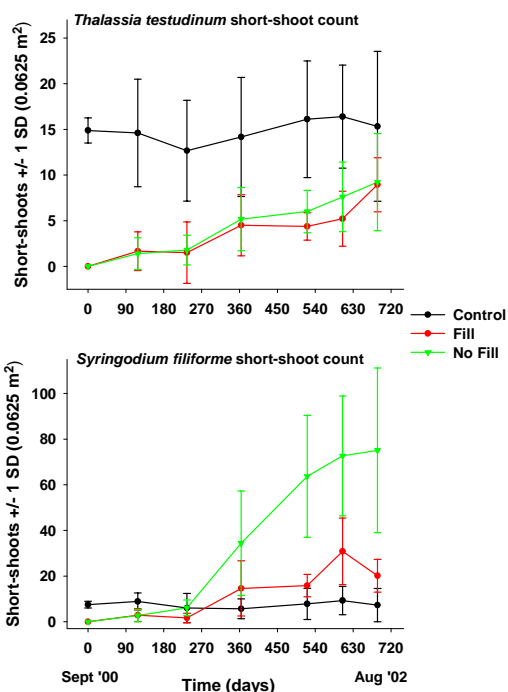 Thalassia testudinum short-shoot count
Short-shoots +/- 1 SD (0.0625 m²)
25
20
15
10
5
0
0 90 180 270 360 450 540 630 720
Control
Fill
No Fill
Syringodium filiforme short-shoot count
Short-shoots +/- 1 SD (0.0625 m²)
100
80
60
40
20
0
0 90 180 270 360 450 540 630 720
Sept '00 Time (days) Aug '02